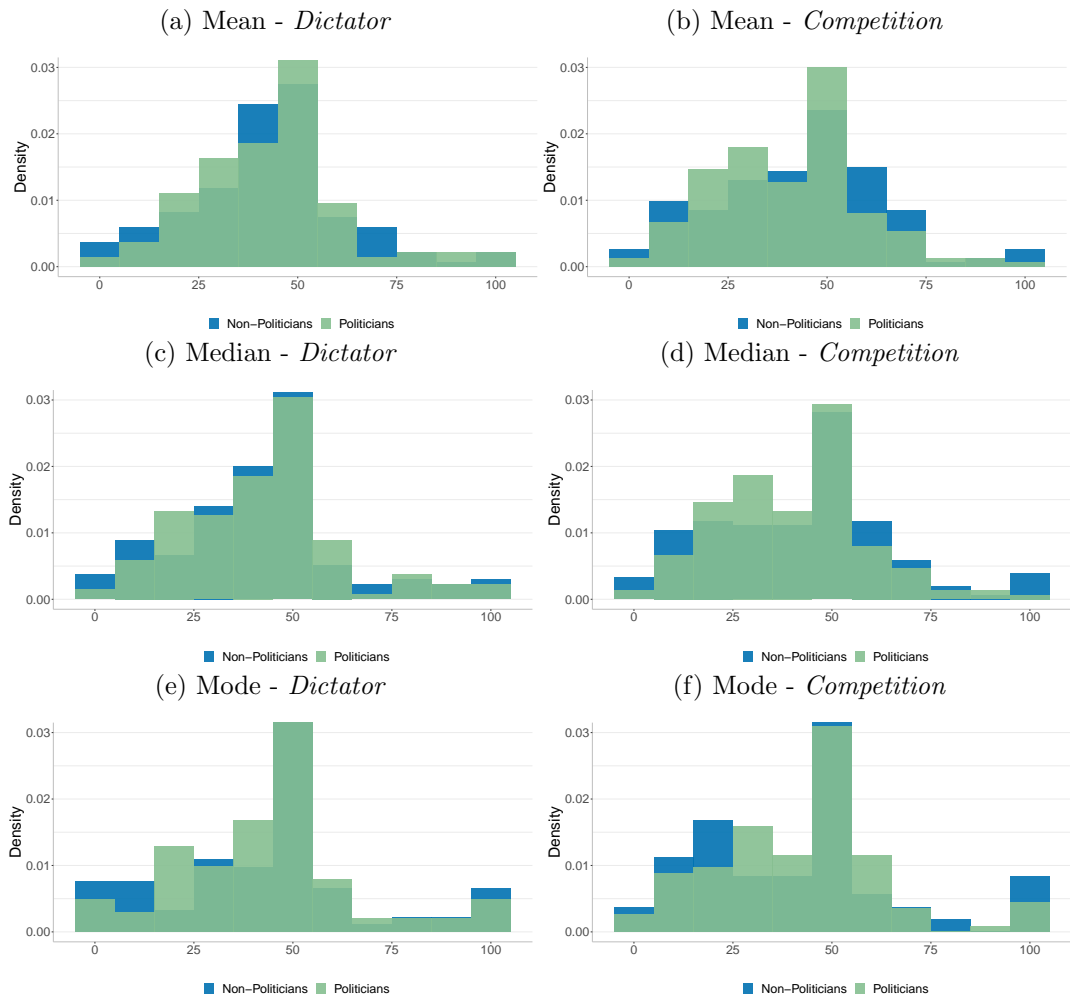 (a) Mean - Dictator
(b) Mean - Competition
0.03
0.02
0.01
0.00
Density
0 25 50 75 100
Non−Politicians Politicians
0.03
0.02
0.01
0.00
Density
0 25 50 75 100
Non−Politicians Politicians
(c) Median - Dictator
(d) Median - Competition
0.03
0.02
0.01
0.00
Density
0 25 50 75 100
Non−Politicians Politicians
0.03
0.02
0.01
0.00
Density
0 25 50 75 100
Non−Politicians Politicians
(e) Mode - Dictator
(f) Mode - Competition
0.03
0.02
0.01
0.00
Density
0 25 50 75 100
Non−Politicians Politicians
0.03
0.02
0.01
0.00
Density
0 25 50 75 100
Non−Politicians Politicians